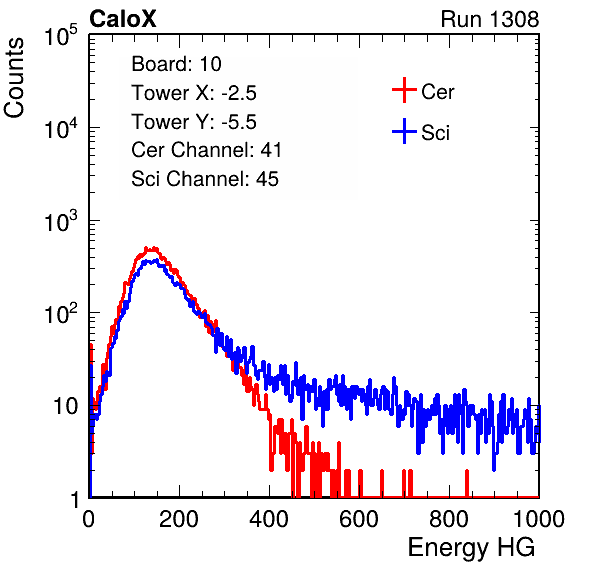 CaloX Run 1308
Counts
Board: 10
Tower X: -2.5
Tower Y: -5.5
Cer Channel: 41
Sci Channel: 45
Cer
Sci
10^5
10^4
10^3
10^2
10
1
0 200 400 600 800 1000
Energy HG